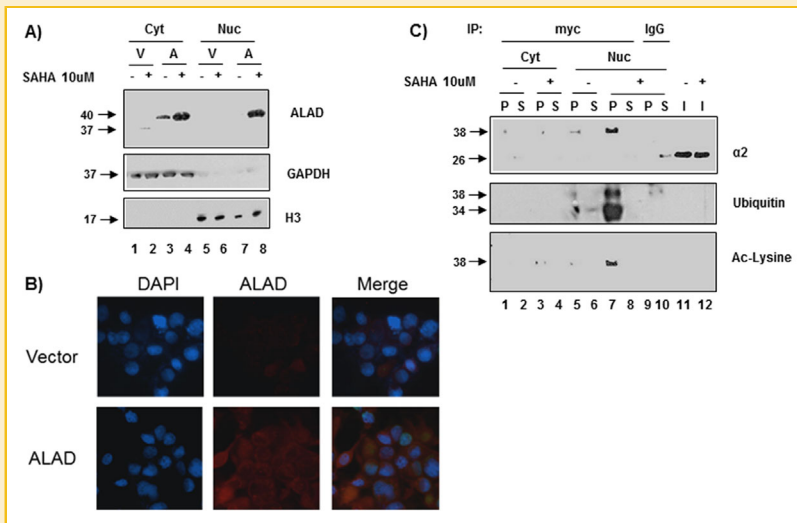 A)
Cyt Nuc
V A V A
SAHA 10uM - + - + - + - +
40
37
ALAD
37
GAPDH
17
H3
1 2 3 4 5 6 7 8
B)
DAPI ALAD Merge
Vector
ALAD
C)
IP: myc IgG
Cyt Nuc
SAHA 10uM - + - + - +
P S P S P S P S P S I I
38
26
α2
38
34
Ubiquitin
38
Ac-Lysine
1 2 3 4 5 6 7 8 9 10 11 12